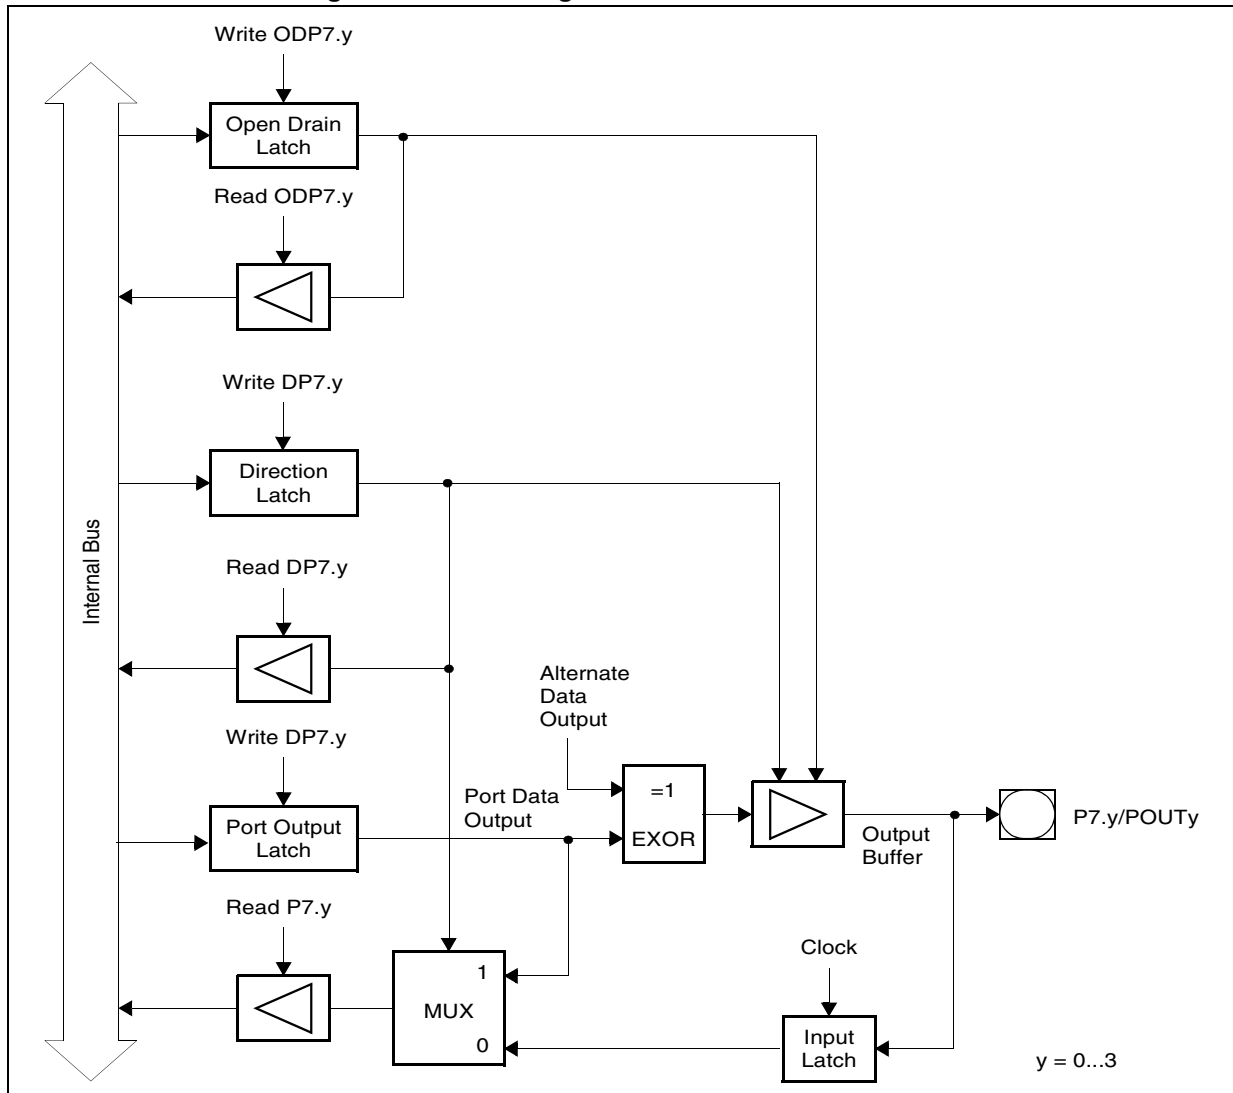 Write ODP7.y
Open Drain
Latch
Read ODP7.y
Write DP7.y
Direction
Latch
Internal Bus
Read DP7.y
Alternate
Data
Output
Write DP7.y
=1
EXOR
Port Data
Output
Port Output
Latch
Output
Buffer
P7.y/POUTy
Read P7.y
Clock
1
MUX
0
Input
Latch
y = 0...3